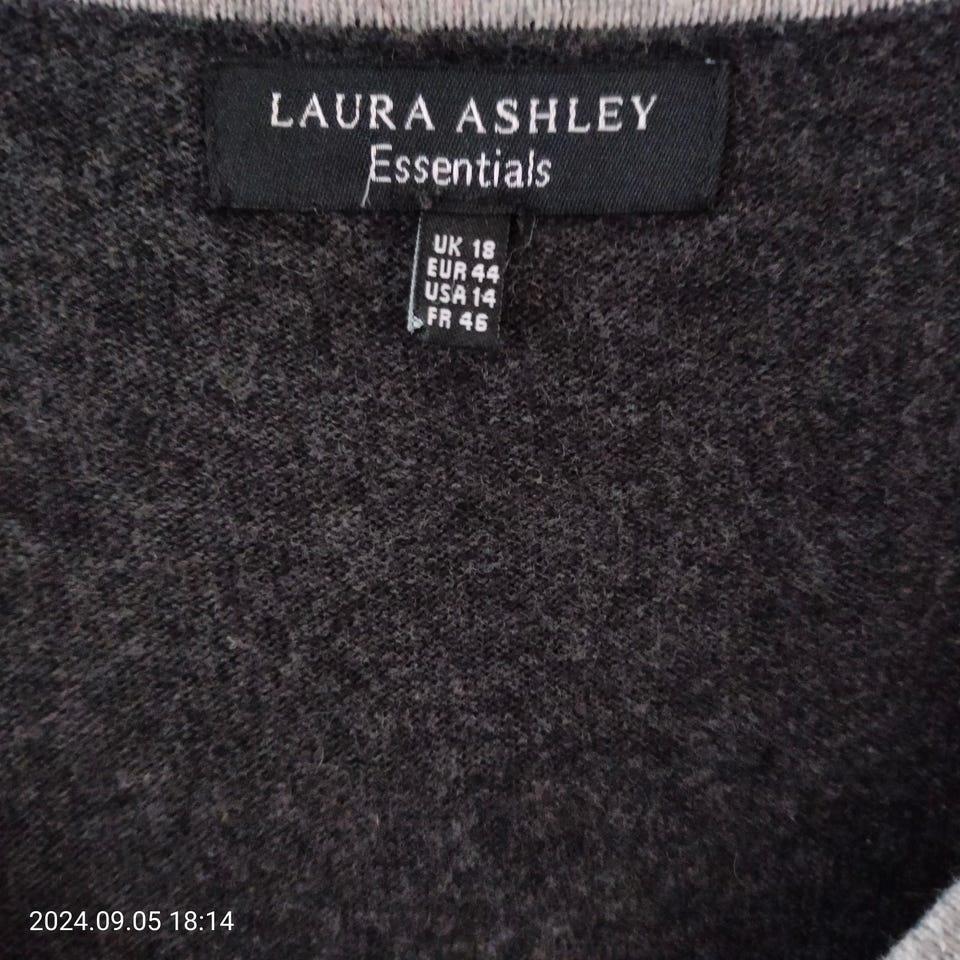 LAURA ASHLEY
Essentials
UK 18
EUR 44
USA 14
FR 46
2024.09.05 18:14